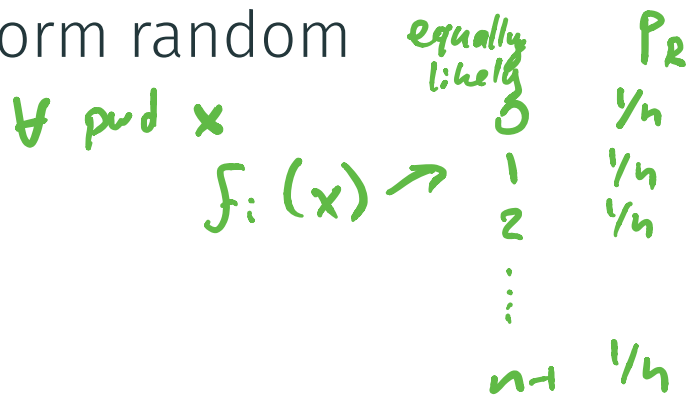 orm random
equally P_R
likely
∀ pwd x 0 1/n
f_i (x) → 1 1/n
2 1/n
⋮
n-1 1/n